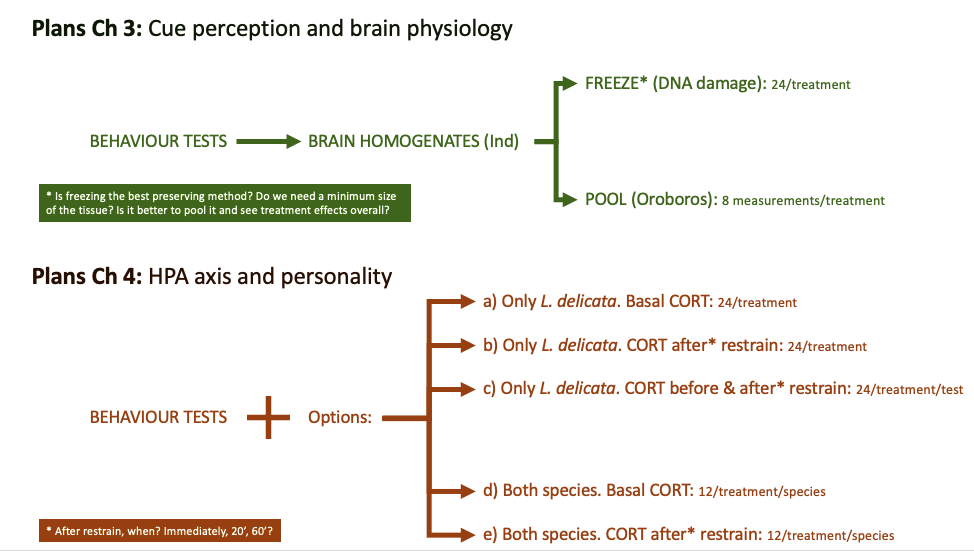 Plans Ch 3: Cue perception and brain physiology
FREEZE* (DNA damage): 24/treatment
BEHAVIOUR TESTS
BRAIN HOMOGENATES (Ind)
* Is freezing the best preserving method? Do we need a minimum size
of the tissue? Is it better to pool it and see treatment effects overall?
POOL (Oroboros): 8 measurements/treatment
Plans Ch 4: HPA axis and personality
a) Only L. delicata. Basal CORT: 24/treatment
b) Only L. delicata. CORT after* restrain: 24/treatment
c) Only L. delicata. CORT before & after* restrain: 24/treatment/test
BEHAVIOUR TESTS
Options:
d) Both species. Basal CORT: 12/treatment/species
* After restrain, when? Immediately, 20’, 60’?
e) Both species. CORT after* restrain: 12/treatment/species